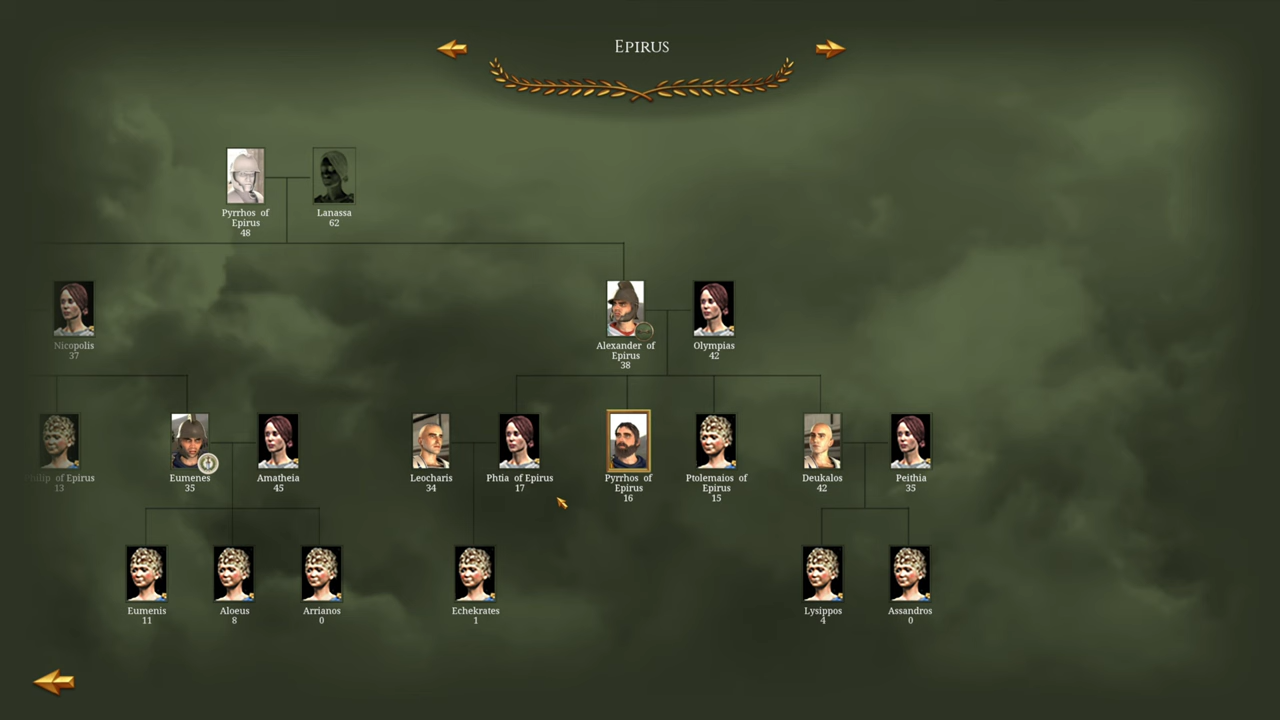 EPIRUS
Pyrrhos of
Epirus
48
Lanassa
62
Nicopolis
37
Alexander of
Epirus
38
Olympias
42
of Epirus
13
Eumenes
35
Amatheia
45
Leocharis
34
Phtia of Epirus
17
Pyrrhos of
Epirus
16
Ptolemaios of
Epirus
15
Deukalos
42
Peithia
35
Eumenis
11
Aloeus
8
Arrianos
0
Echekrates
1
Lysippos
4
Assandros
0